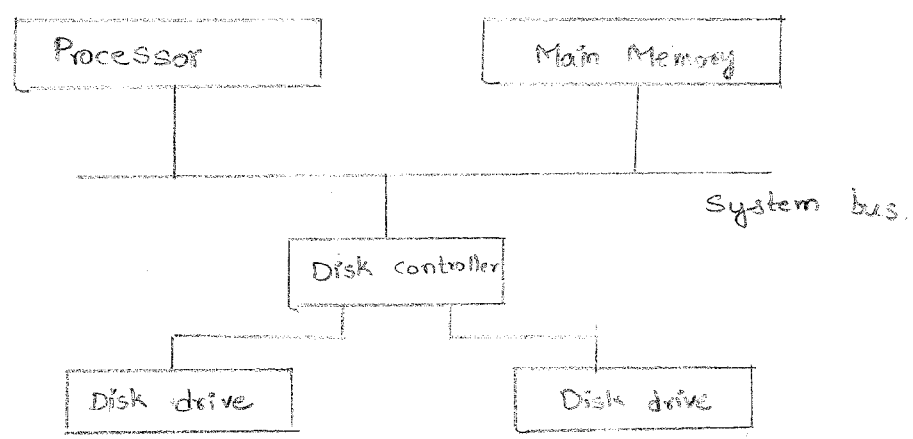 Processor
Main Memory
System bus.
Disk controller
Disk drive
Disk drive